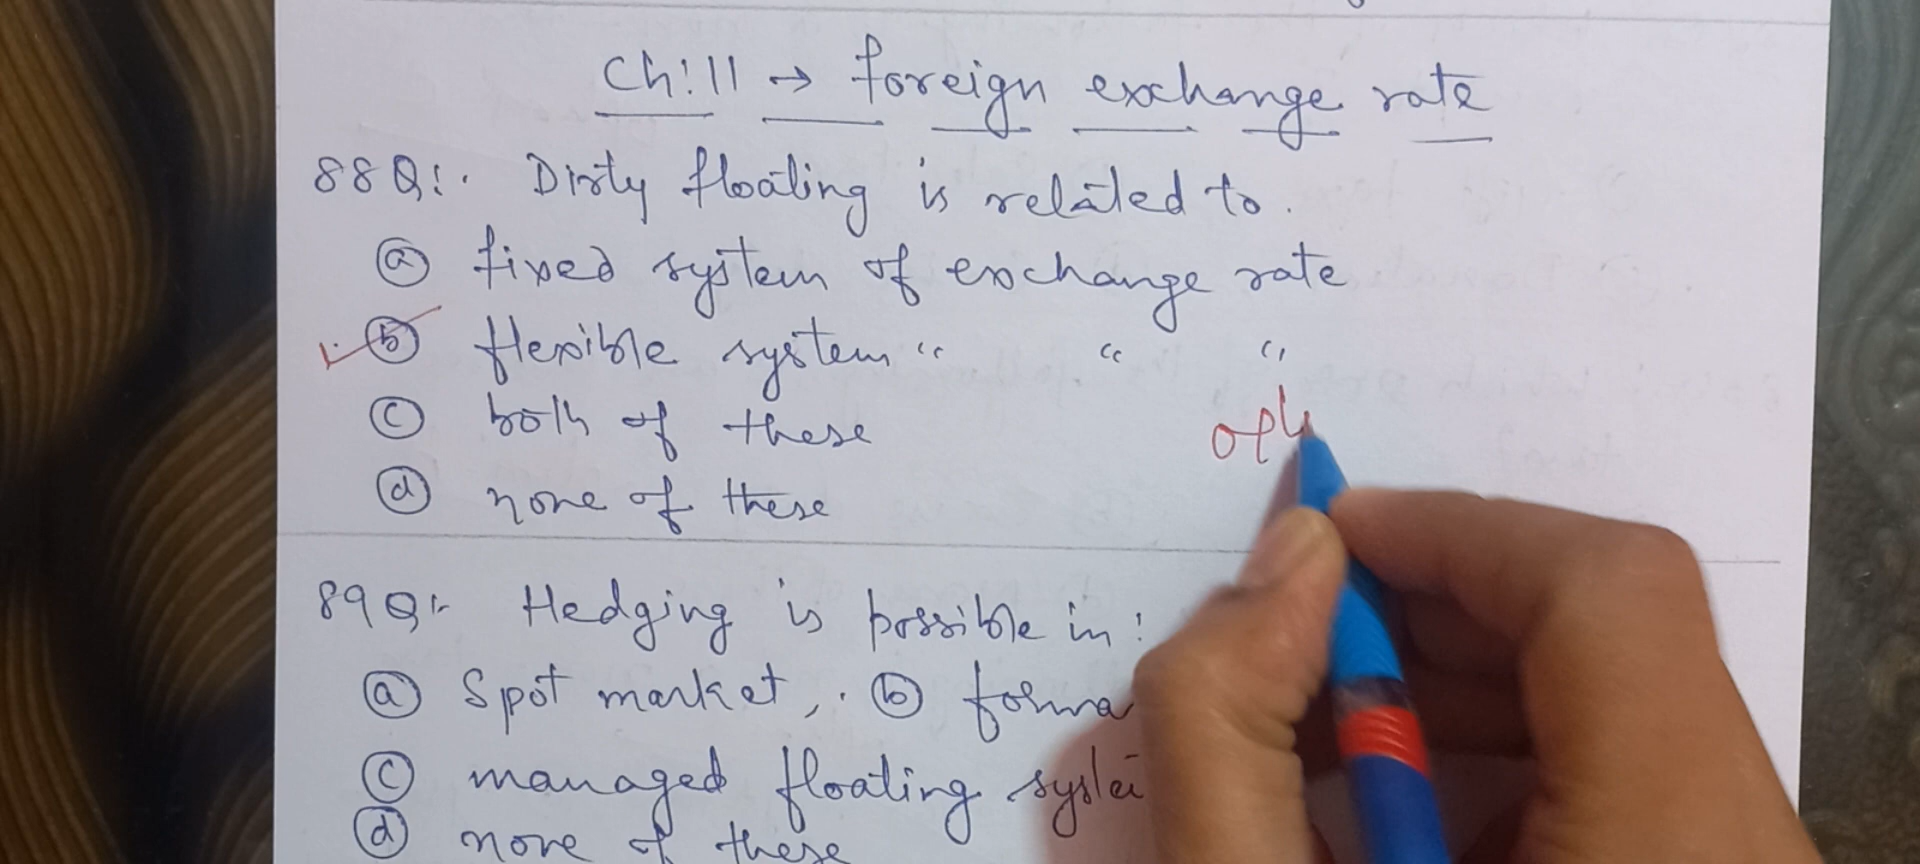 Ch:11 → foreign exchange rate
88Q:. Dirty floating is related to.
ⓐ fixed system of exchange rate
ⓑ flexible system " " "
ⓒ both of these
opt
ⓓ none of these
89Q:- Hedging is possible in:
ⓐ Spot market, . ⓑ
ⓒ managed floating
ⓓ none of these